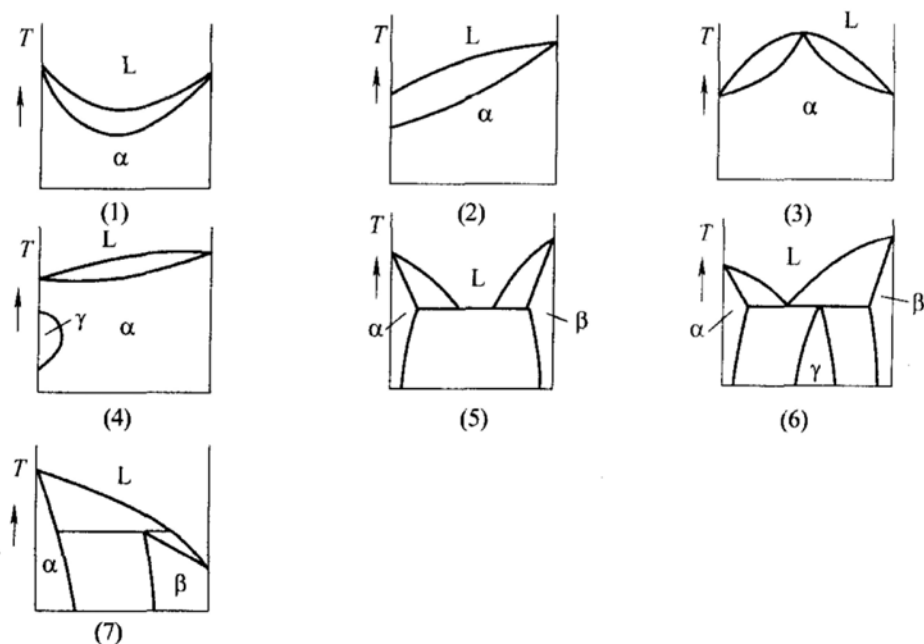 T L α
(1)
T L α
(2)
T L α
(3)
T L γ α
(4)
T L α β
(5)
T L α β γ
(6)
T L α β
(7)